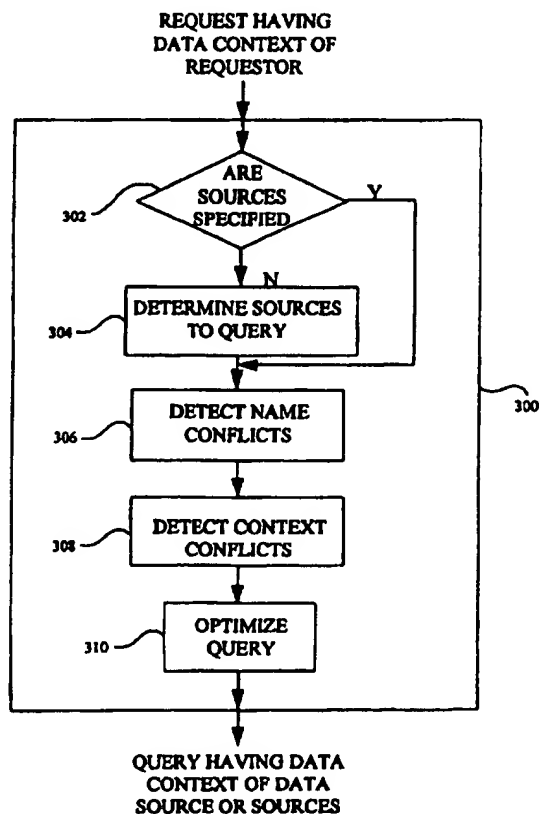 REQUEST HAVING
DATA CONTEXT OF
REQUESTOR
ARE
SOURCES
SPECIFIED
302
Y
N
DETERMINE SOURCES
TO QUERY
304
300
DETECT NAME
CONFLICTS
306
DETECT CONTEXT
CONFLICTS
308
OPTIMIZE
QUERY
310
QUERY HAVING DATA
CONTEXT OF DATA
SOURCE OR SOURCES